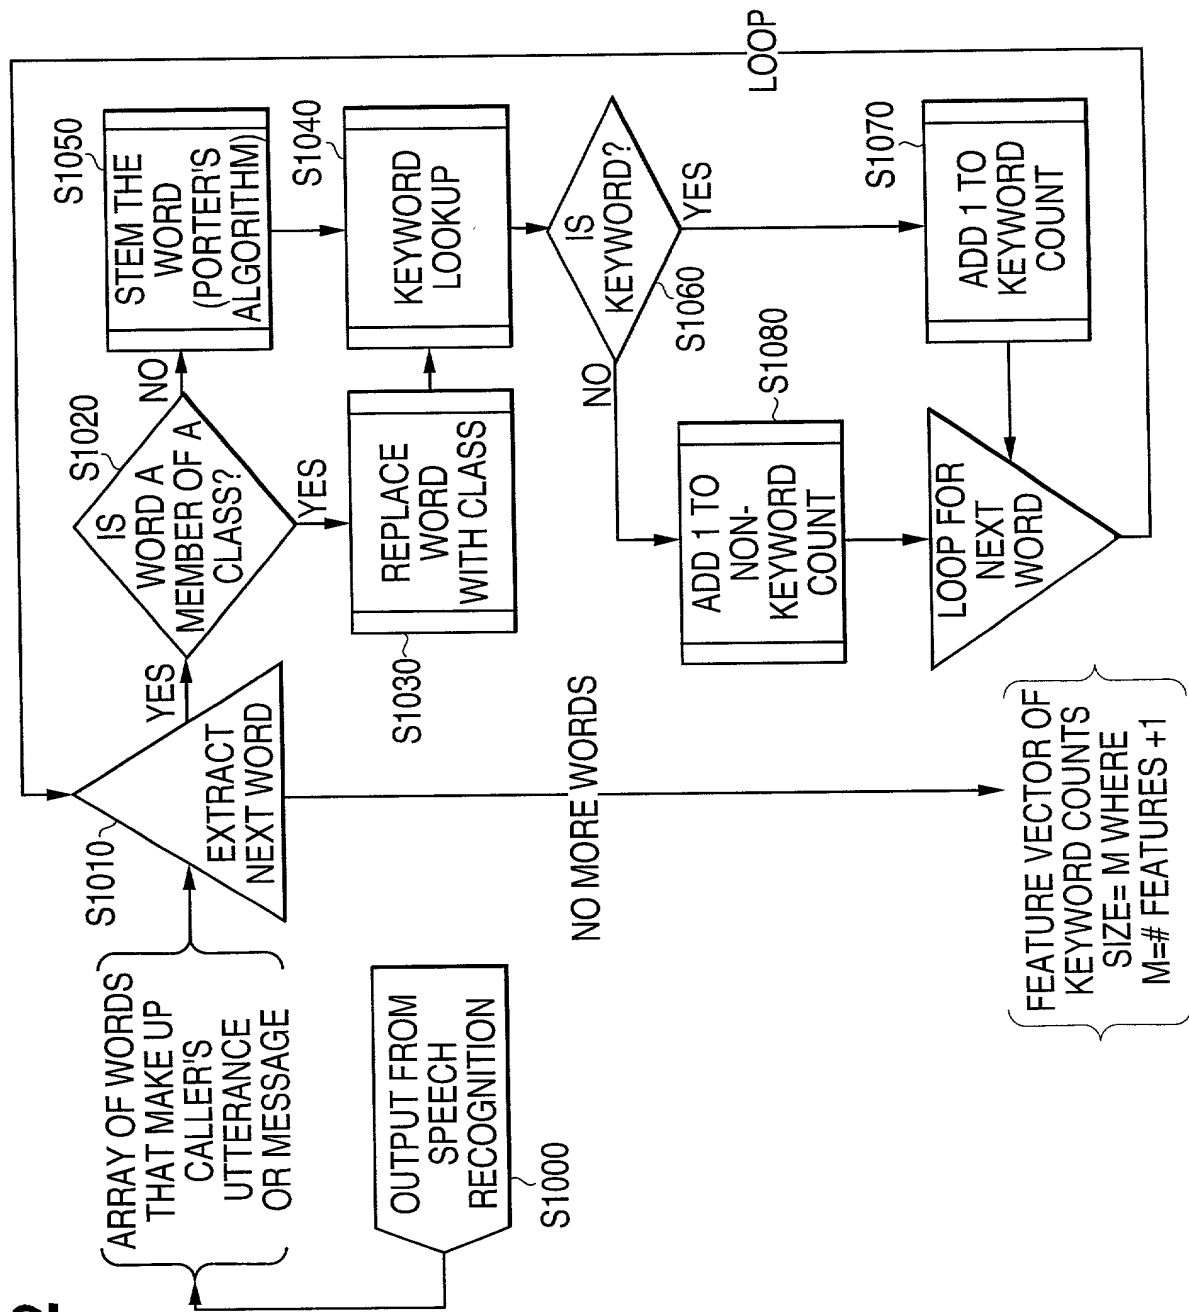 ARRAY OF WORDS
THAT MAKE UP
CALLER'S
UTTERANCE
OR MESSAGE
OUTPUT FROM
SPEECH
RECOGNITION
S1000
S1010
EXTRACT
NEXT WORD
YES
NO MORE WORDS
FEATURE VECTOR OF
KEYWORD COUNTS
SIZE= M WHERE
M=# FEATURES +1
S1020
IS
WORD A
MEMBER OF A
CLASS?
NO
YES
S1030
REPLACE
WORD
WITH CLASS
S1050
STEM THE
WORD
(PORTER'S
ALGORITHM)
S1040
KEYWORD
LOOKUP
IS
KEYWORD?
S1060
NO
YES
S1080
ADD 1 TO
NON-
KEYWORD
COUNT
S1070
ADD 1 TO
KEYWORD
COUNT
LOOP FOR
NEXT
WORD
LOOP